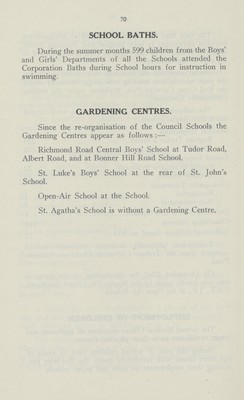 70
SCHOOL BATHS.
During the summer months 599 children from the Boys'
and Girls' Departments of all the Schools attended the
Corporation Baths during School hours for instruction in
swimming.
GARDENING CENTRES.
Since the re-organisation of the Council Schools the
Gardening Centres appear as follows :—
Richmond Road Central Boys' School at Tudor Road,
Albert Road, and at Bonner Hill Road School.
St. Luke's Boys' School at the rear of St. John's
School.
Open-Air School at the School.
St. Agatha's School is without a Gardening Centre.